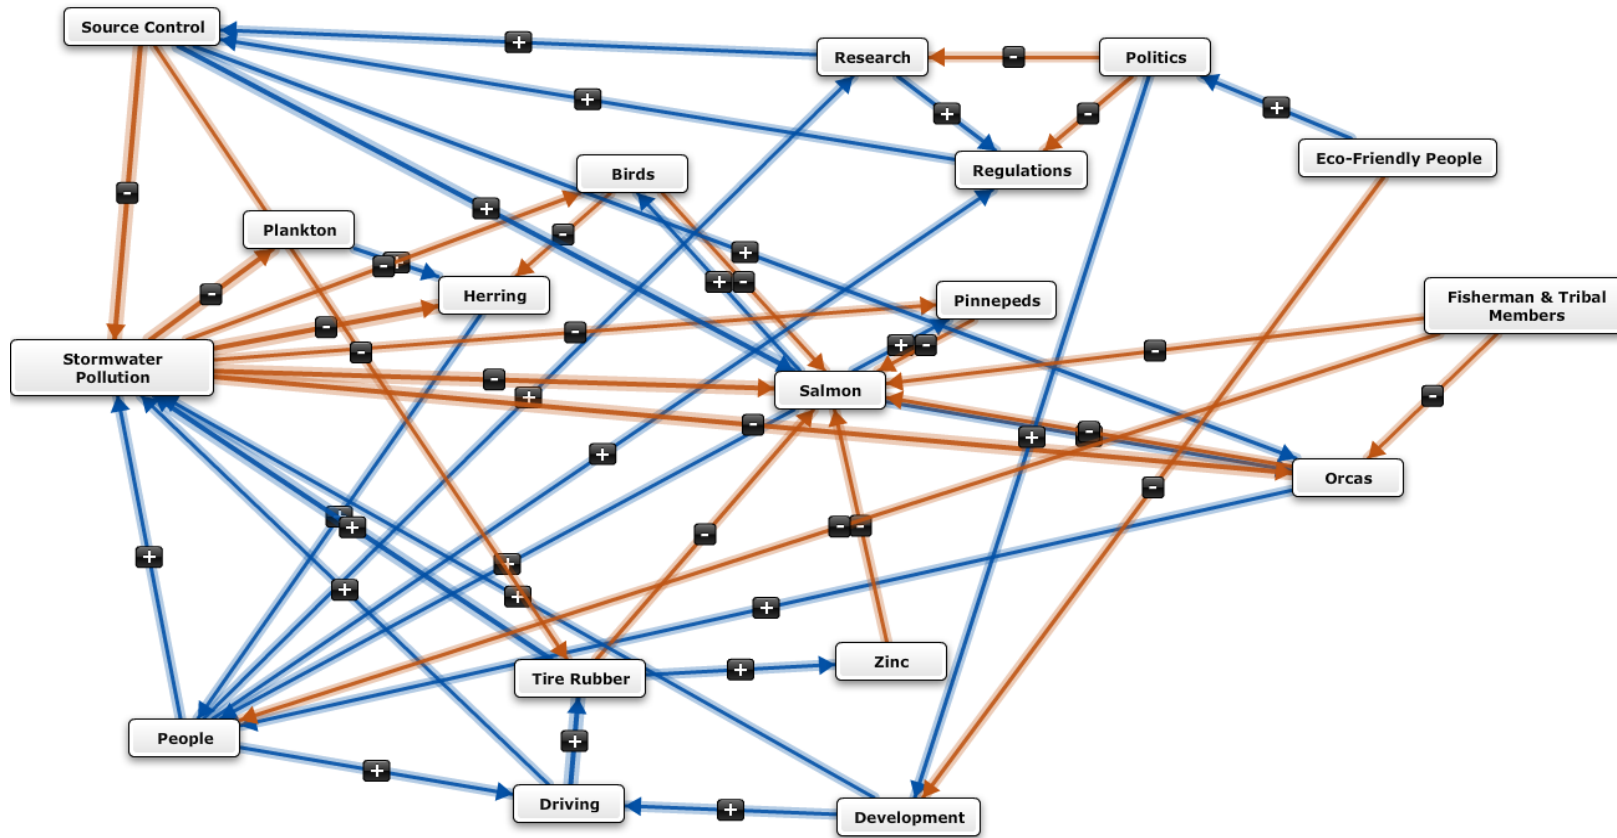 Source Control
Research
Politics
Eco-Friendly People
Regulations
Birds
Plankton
Herring
Pinnepeds
Fisherman & Tribal
Members
Stormwater
Pollution
Salmon
Orcas
Zinc
Tire Rubber
People
Driving
Development